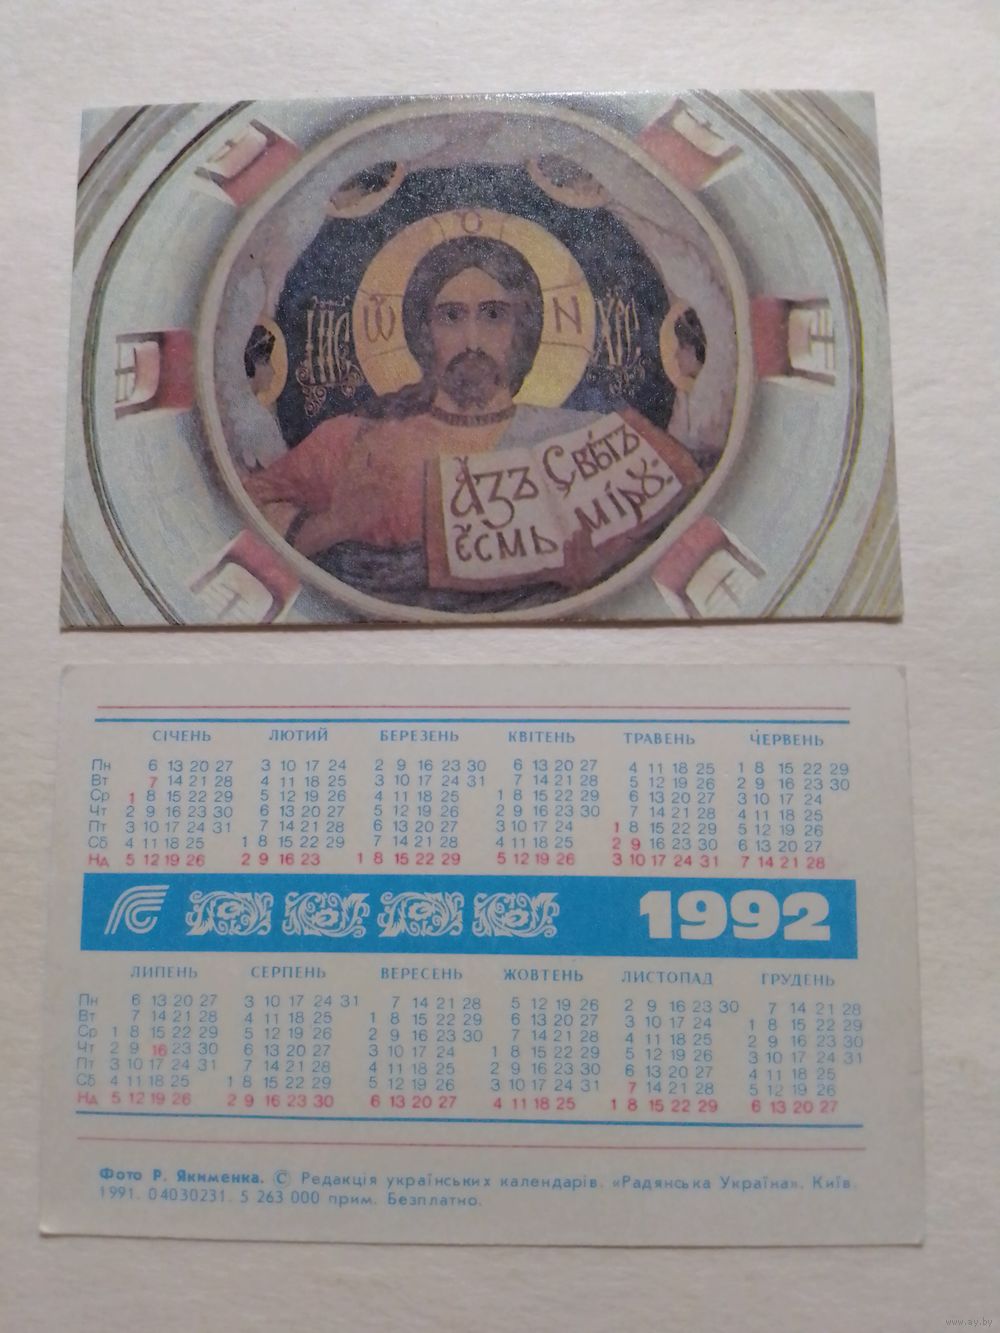 Ѻ
Ѿ
Н
ІИС
ХРС
Азъ
Свѣтъ
есмь
мірꙋ:
СІЧЕНЬ ЛЮТИЙ БЕРЕЗЕНЬ КВІТЕНЬ ТРАВЕНЬ ЧЕРВЕНЬ
Пн 6 13 20 27 3 10 17 24 2 9 16 23 30 6 13 20 27 4 11 18 25 1 8 15 22 29
Вт 7 14 21 28 4 11 18 25 3 10 17 24 31 7 14 21 28 5 12 19 26 2 9 16 23 30
Ср 1 8 15 22 29 5 12 19 26 4 11 18 25 1 8 15 22 29 6 13 20 27 3 10 17 24
Чт 2 9 16 23 30 6 13 20 27 5 12 19 26 2 9 16 23 30 7 14 21 28 4 11 18 25
Пт 3 10 17 24 31 7 14 21 28 6 13 20 27 3 10 17 24 1 8 15 22 29 5 12 19 26
Сб 4 11 18 25 1 8 15 22 29 7 14 21 28 4 11 18 25 2 9 16 23 30 6 13 20 27
Нд 5 12 19 26 2 9 16 23 1 8 15 22 29 5 12 19 26 3 10 17 24 31 7 14 21 28
1992
ЛИПЕНЬ СЕРПЕНЬ ВЕРЕСЕНЬ ЖОВТЕНЬ ЛИСТОПАД ГРУДЕНЬ
Пн 6 13 20 27 3 10 17 24 31 7 14 21 28 5 12 19 26 2 9 16 23 30 7 14 21 28
Вт 7 14 21 28 4 11 18 25 1 8 15 22 29 6 13 20 27 3 10 17 24 1 8 15 22 29
Ср 1 8 15 22 29 5 12 19 26 2 9 16 23 30 7 14 21 28 4 11 18 25 2 9 16 23 30
Чт 2 9 16 23 30 6 13 20 27 3 10 17 24 1 8 15 22 29 5 12 19 26 3 10 17 24 31
Пт 3 10 17 24 31 7 14 21 28 4 11 18 25 2 9 16 23 30 6 13 20 27 4 11 18 25
Сб 4 11 18 25 1 8 15 22 29 5 12 19 26 3 10 17 24 31 7 14 21 28 5 12 19 26
Нд 5 12 19 26 2 9 16 23 30 6 13 20 27 4 11 18 25 1 8 15 22 29 6 13 20 27
Фото Р. Якименка. © Редакція українських календарів. «Радянська Україна». Київ.
1991. 04030231. 5 263 000 прим. Безплатно.
www.ay.by